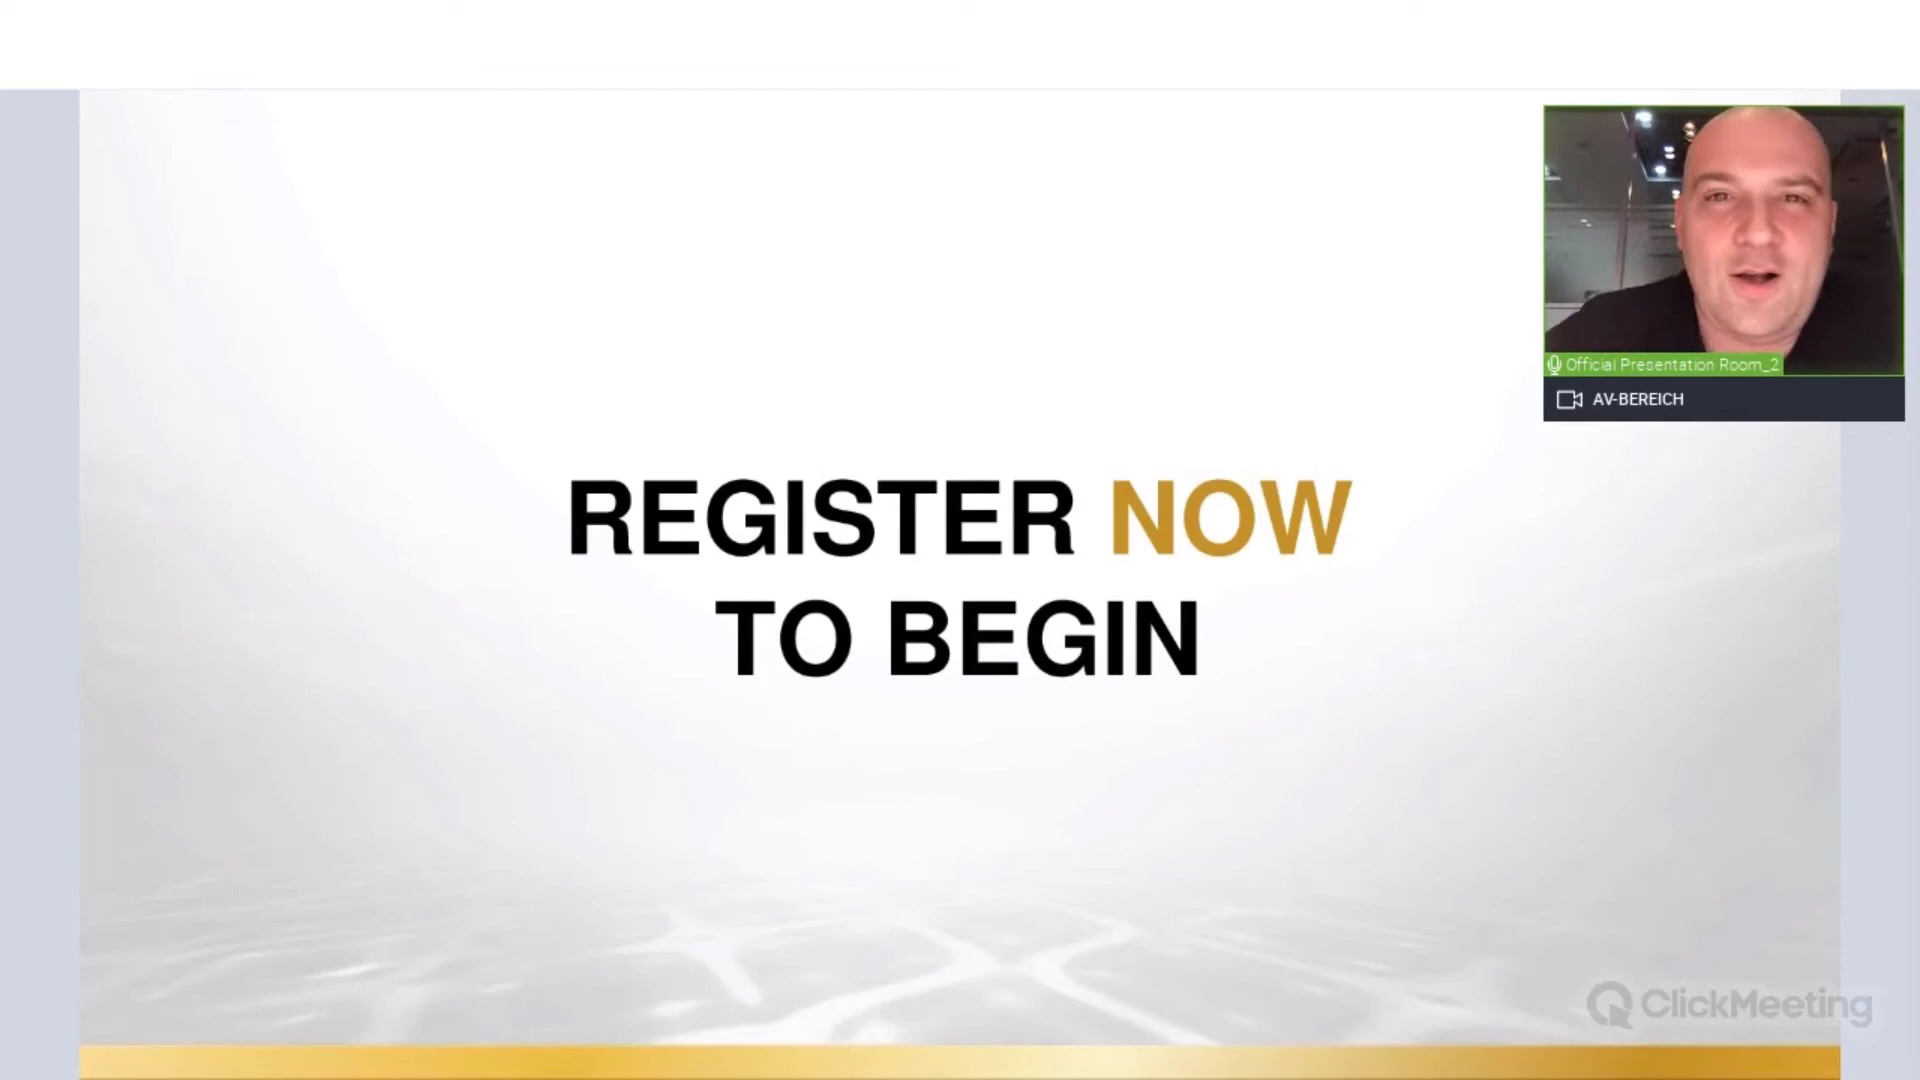 Official Presentation Room_2
AV-BEREICH
REGISTER NOW
TO BEGIN
ClickMeeting